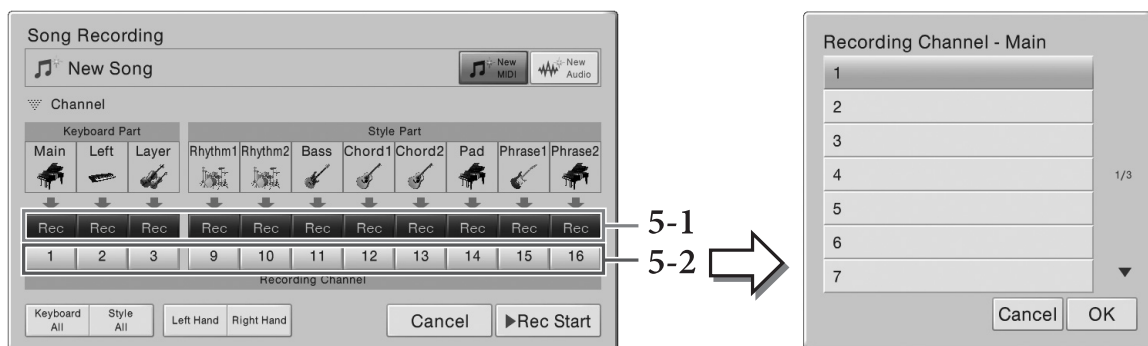 Song Recording
New Song
New MIDI
New Audio
Channel
Keyboard Part
Style Part
Main Left Layer Rhythm1 Rhythm2 Bass Chord1 Chord2 Pad Phrase1 Phrase2
Rec Rec Rec Rec Rec Rec Rec Rec Rec Rec Rec
5-1
1 2 3 9 10 11 12 13 14 15 16
5-2
Recording Channel
Keyboard All
Style All
Left Hand Right Hand
Cancel
▶Rec Start
Recording Channel - Main
1
2
3
4
1/3
5
6
7
▼
Cancel OK